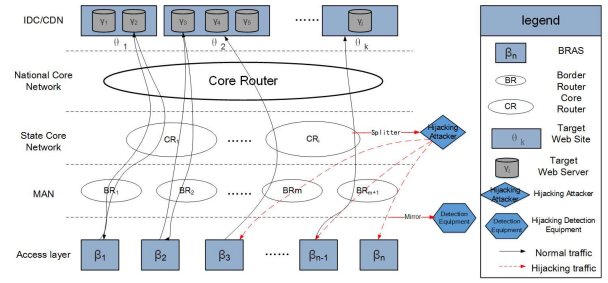 IDC/CDN
γ1 γ2 γ3 γ4 γ5 ...... γj
θ1 θ2 θk
National Core Network
Core Router
State Core Network
CR1 ...... CRi
Splitter
Hijacking Attacker
MAN
BR1 BR2 ...... BRm BRm+1
Mirror
Detection Equipment
Access layer
β1 β2 β3 ...... βn-1 βn
legend
βn BRAS
BR Border Router
CR Core Router
θk Target Web Site
γj Target Web Server
Hijacking Attacker Hijacking Attacker
Detection Equipment Hijacking Detection Equipment
Normal traffic
Hijacking traffic